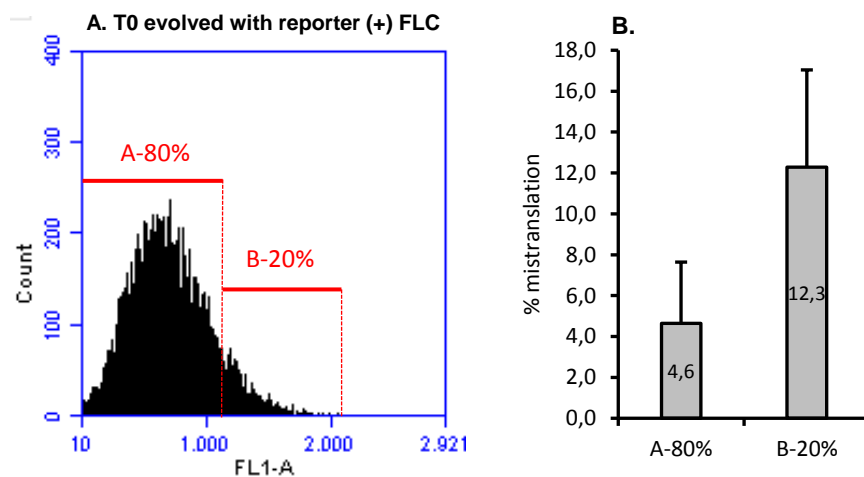 A. T0 evolved with reporter (+) FLC
400
300
200
100
0
Count
A-80%
B-20%
10
1.000
2.000
2.921
FL1-A
B.
18,0
16,0
14,0
12,0
10,0
8,0
6,0
4,0
2,0
0,0
% mistranslation
4,6
12,3
A-80%
B-20%